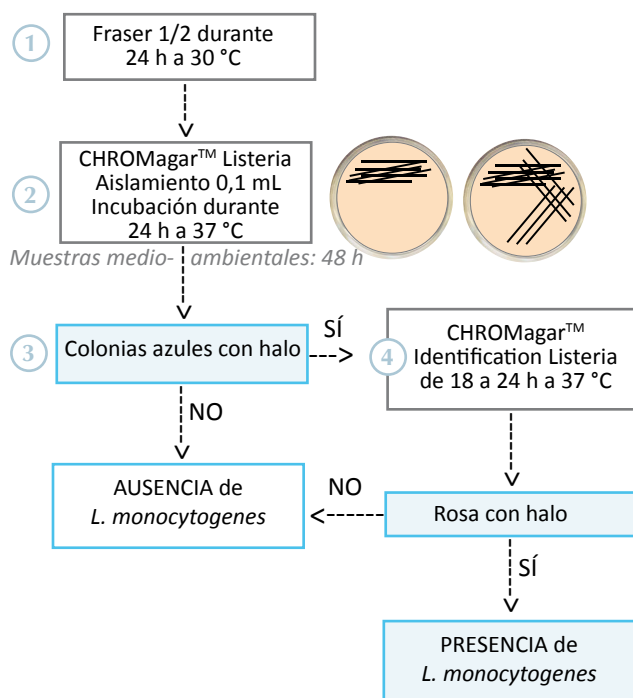 1
Fraser 1/2 durante
24 h a 30 °C
2
CHROMagar™ Listeria
Aislamiento 0,1 mL
Incubación durante
24 h a 37 °C
Muestras medio- ambientales: 48 h
3
Colonias azules con halo
SÍ
4
CHROMagar™
Identification Listeria
de 18 a 24 h a 37 °C
NO
AUSENCIA de
L. monocytogenes
NO
Rosa con halo
SÍ
PRESENCIA de
L. monocytogenes